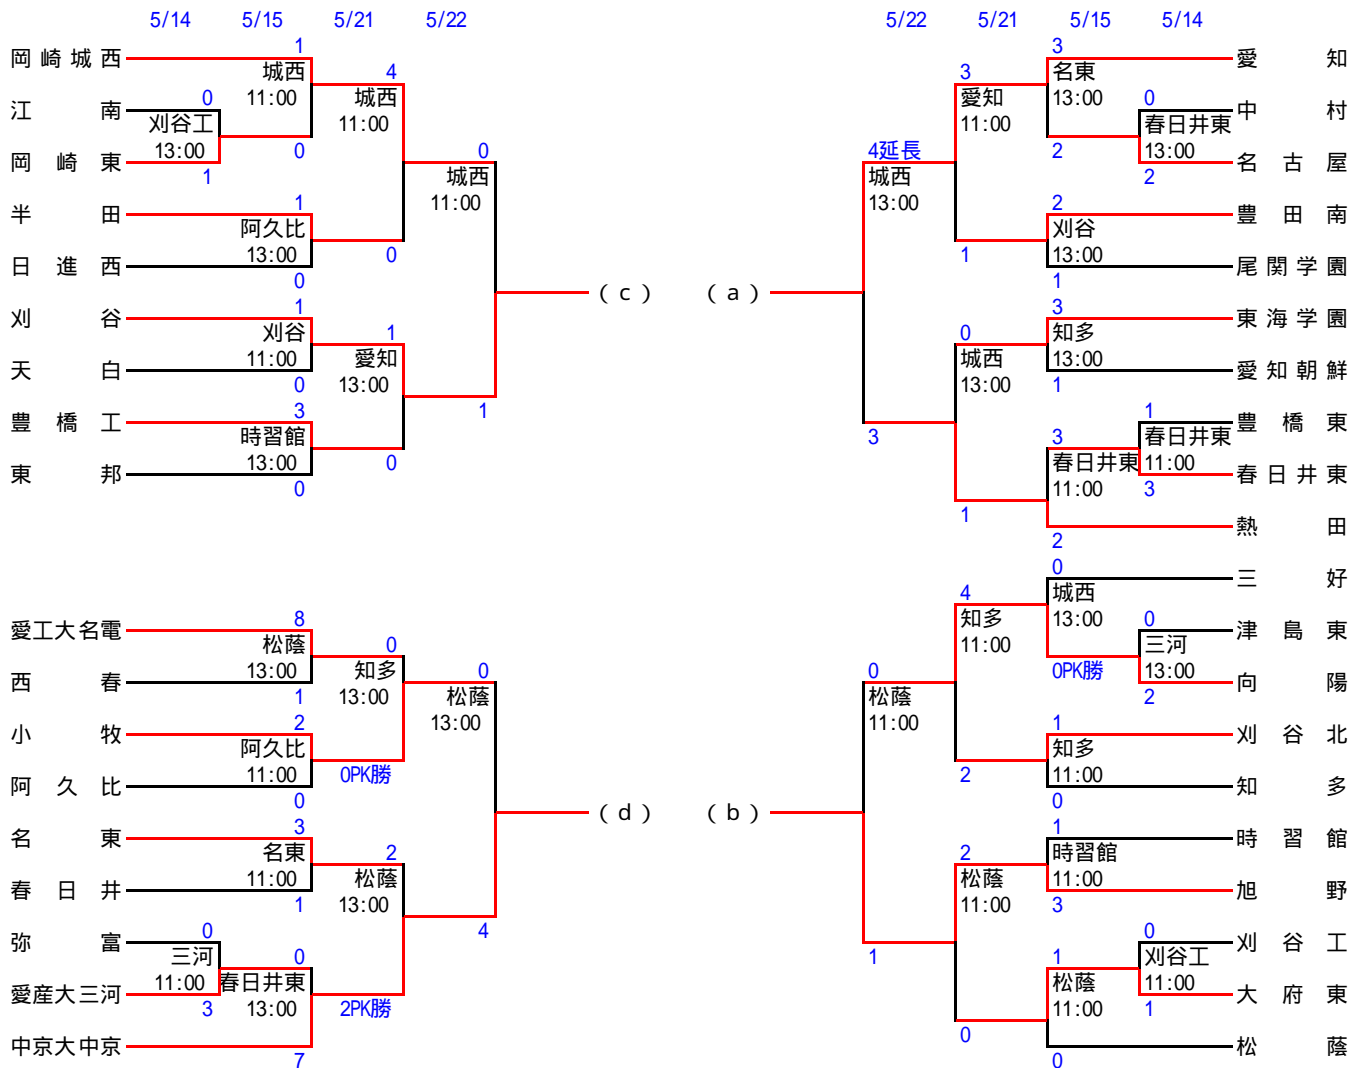 5/14 5/15 5/21 5/22
岡崎城西 1
城西 11:00
4
城西 11:00
江南 0
刈谷工 13:00
岡崎東 1
0
0
城西 11:00
半田 1
阿久比 13:00
日進西 0
0
(c)
刈谷 1
刈谷 11:00
天白 0
1
愛知 13:00
1
豊橋工 3
時習館 13:00
東邦 0
0
愛工大名電 8
松蔭 13:00
西春 1
0
知多 13:00
0
松蔭 13:00
小牧 2
阿久比 11:00
阿久比 0
0PK勝
(d)
名東 3
名東 11:00
春日井 1
2
松蔭 13:00
4
弥富 0
三河 11:00
愛産大三河 3
0
春日井東 13:00
2PK勝
中京大中京 7
5/22 5/21 5/15 5/14
3 愛知
名東 13:00
3
愛知 11:00
0 中村
春日井東 13:00
2 名古屋
2
4延長
城西 13:00
2 豊田南
刈谷 13:00
1 尾関学園
1
(a)
3 東海学園
知多 13:00
1 愛知朝鮮
0
城西 13:00
3
1 豊橋東
春日井東 11:00
3 春日井東
3
春日井東 11:00
1
2 熱田
0 三好
城西 13:00
4
知多 11:00
0 津島東
三河 13:00
2 向陽
0PK勝
0
松蔭 11:00
1 刈谷北
知多 11:00
0 知多
2
(b)
1 時習館
時習館 11:00
3 旭野
2
松蔭 11:00
1
0 刈谷工
刈谷工 11:00
1 大府東
1
松蔭 11:00
0
0 松蔭